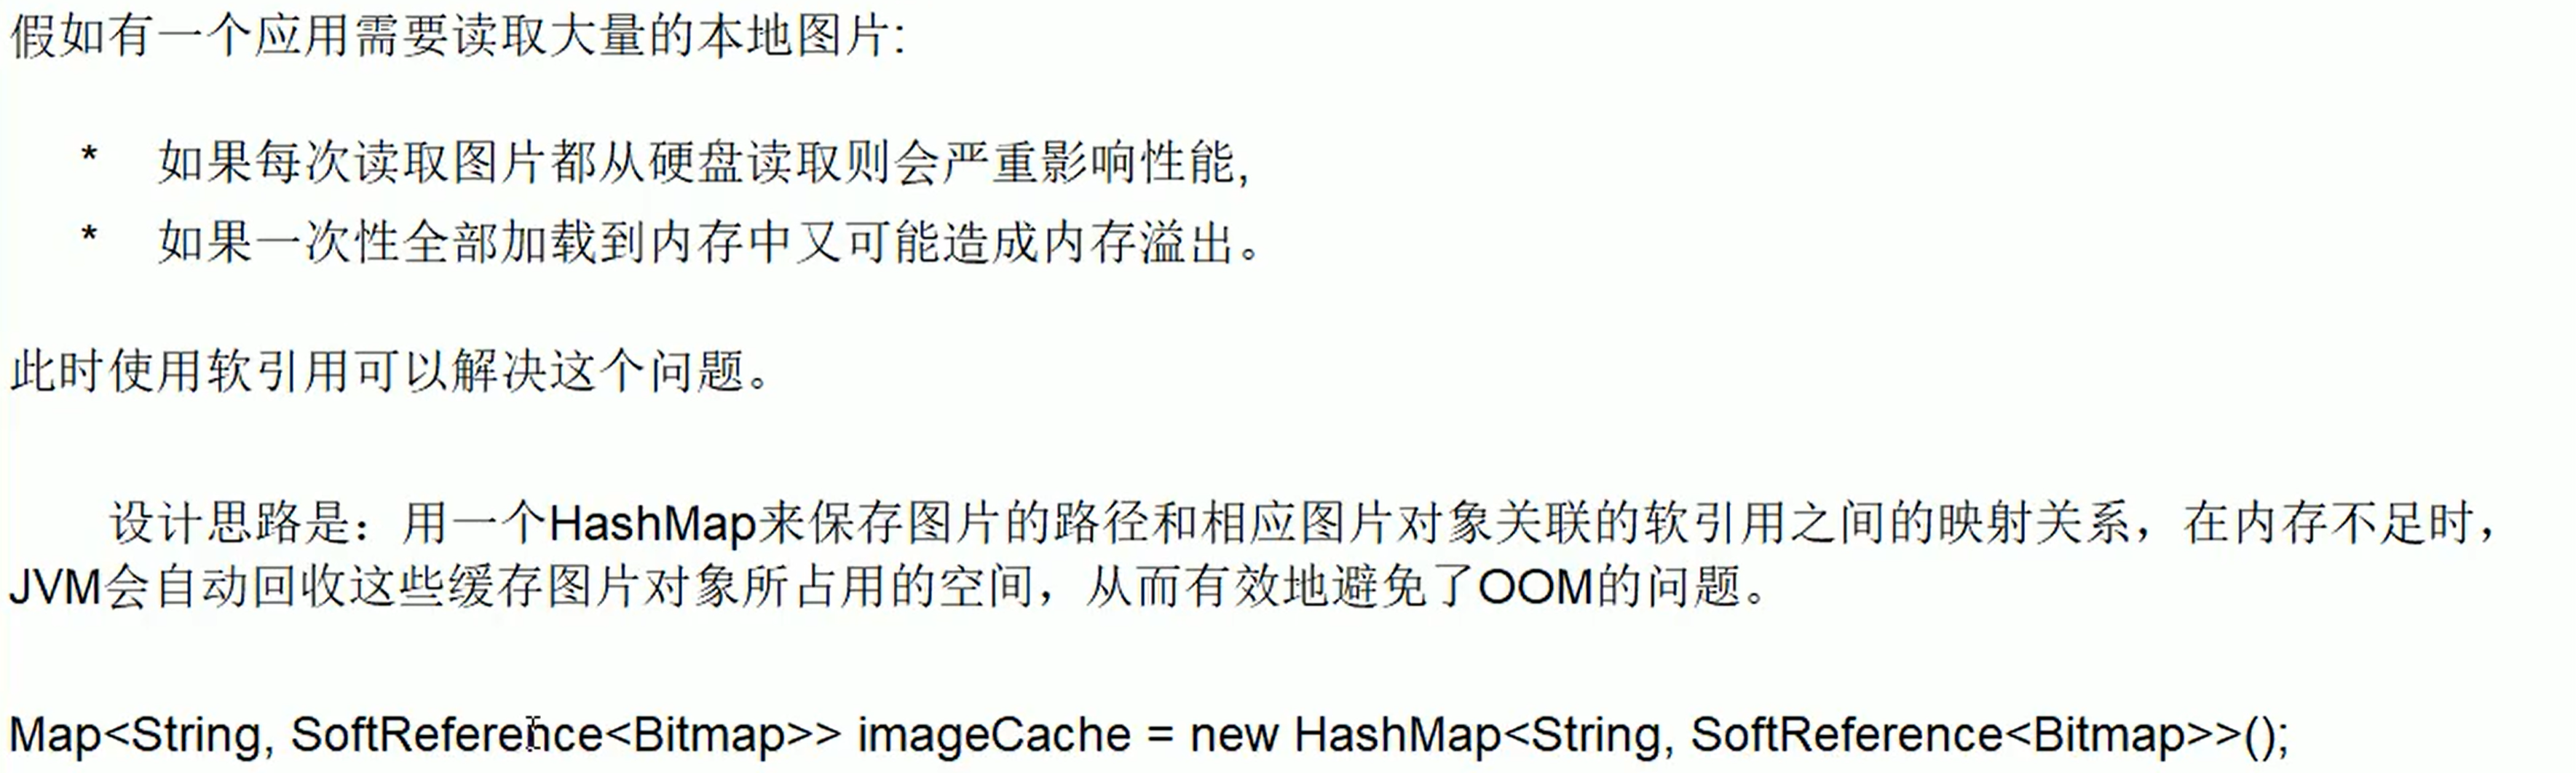 假如有一个应用需要读取大量的本地图片:
* 如果每次读取图片都从硬盘读取则会严重影响性能,
* 如果一次性全部加载到内存中又可能造成内存溢出。
此时使用软引用可以解决这个问题。
设计思路是：用一个HashMap来保存图片的路径和相应图片对象关联的软引用之间的映射关系，在内存不足时，
JVM会自动回收这些缓存图片对象所占用的空间，从而有效地避免了OOM的问题。
Map<String, SoftReference<Bitmap>> imageCache = new HashMap<String, SoftReference<Bitmap>>();